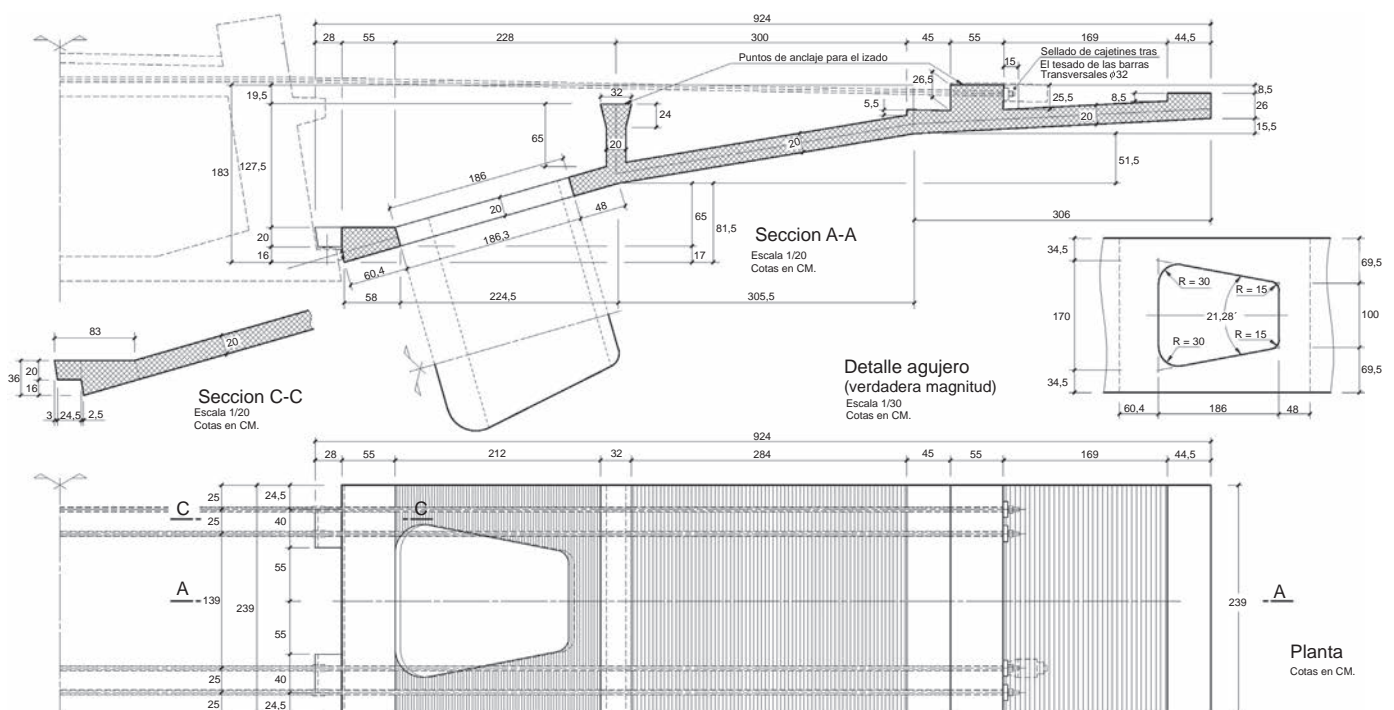 924
28 55 228 300 45 55 169 44,5
Puntos de anclaje para el izado
Sellado de cajetines tras
El tesado de las barras
Transversales ϕ32
15
26,5
5,5
8,5
25,5
20
8,5
26
15,5
19,5
183
127,5
20
16
32
24
65
20
20
51,5
186
20
48
186,3
60,4
65
81,5
17
306
58 224,5 305,5
Seccion A-A
Escala 1/20
Cotas en CM.
34,5
170
34,5
69,5
100
69,5
R = 30
R = 15
21,28´
R = 30
R = 15
60,4 186 48
Detalle agujero
(verdadera magnitud)
Escala 1/30
Cotas en CM.
83
20
36
20
16
3 24,5 2,5
Seccion C-C
Escala 1/20
Cotas en CM.
924
28 55 212 32 284 45 55 169 44,5
25
25
139
25
25
239
24,5
40
55
55
40
24,5
C
C
A
A
239
Planta
Cotas en CM.